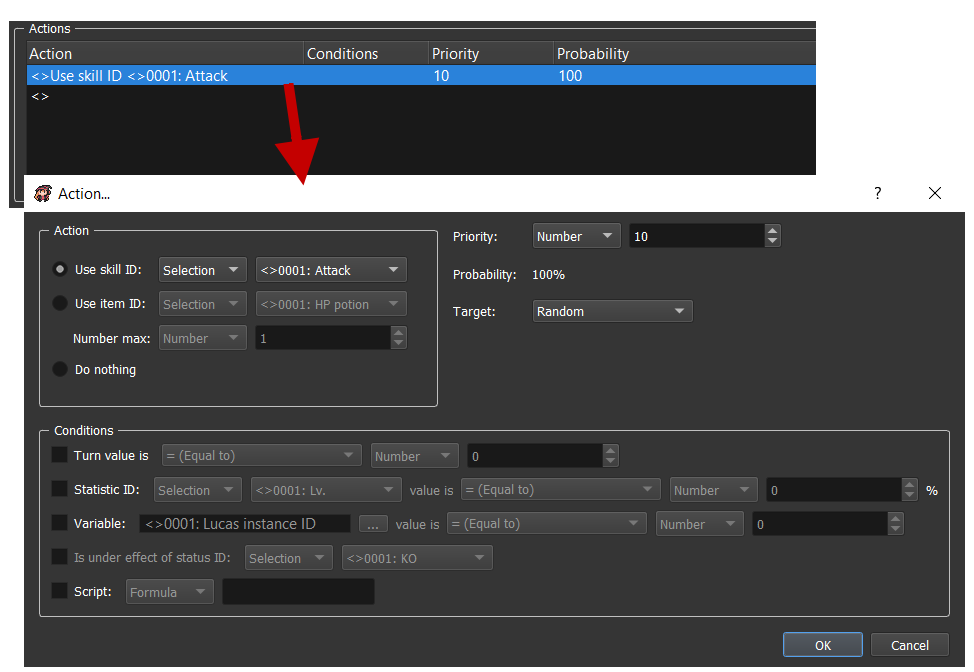 Actions
Action Conditions Priority Probability
<>Use skill ID <>0001: Attack 10 100
<>
Action... ?
Action
Priority: Number 10
Use skill ID: Selection <>0001: Attack
Probability: 100%
Use item ID: Selection <>0001: HP potion
Target: Random
Number max: Number 1
Do nothing
Conditions
Turn value is = (Equal to) Number 0
Statistic ID: Selection <>0001: Lv. value is = (Equal to) Number 0 %
Variable: <>0001: Lucas instance ID ... value is = (Equal to) Number 0
Is under effect of status ID: Selection <>0001: KO
Script: Formula
OK Cancel